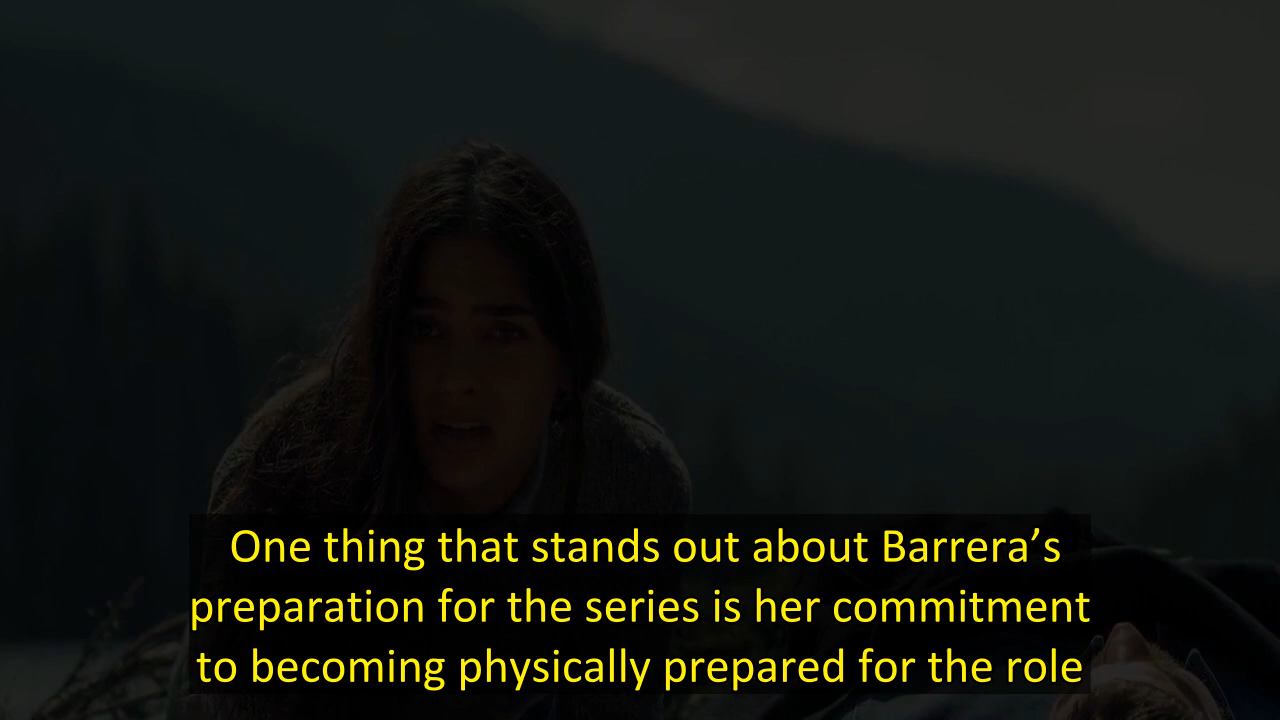 One thing that stands out about Barrera’s
preparation for the series is her commitment
to becoming physically prepared for the role